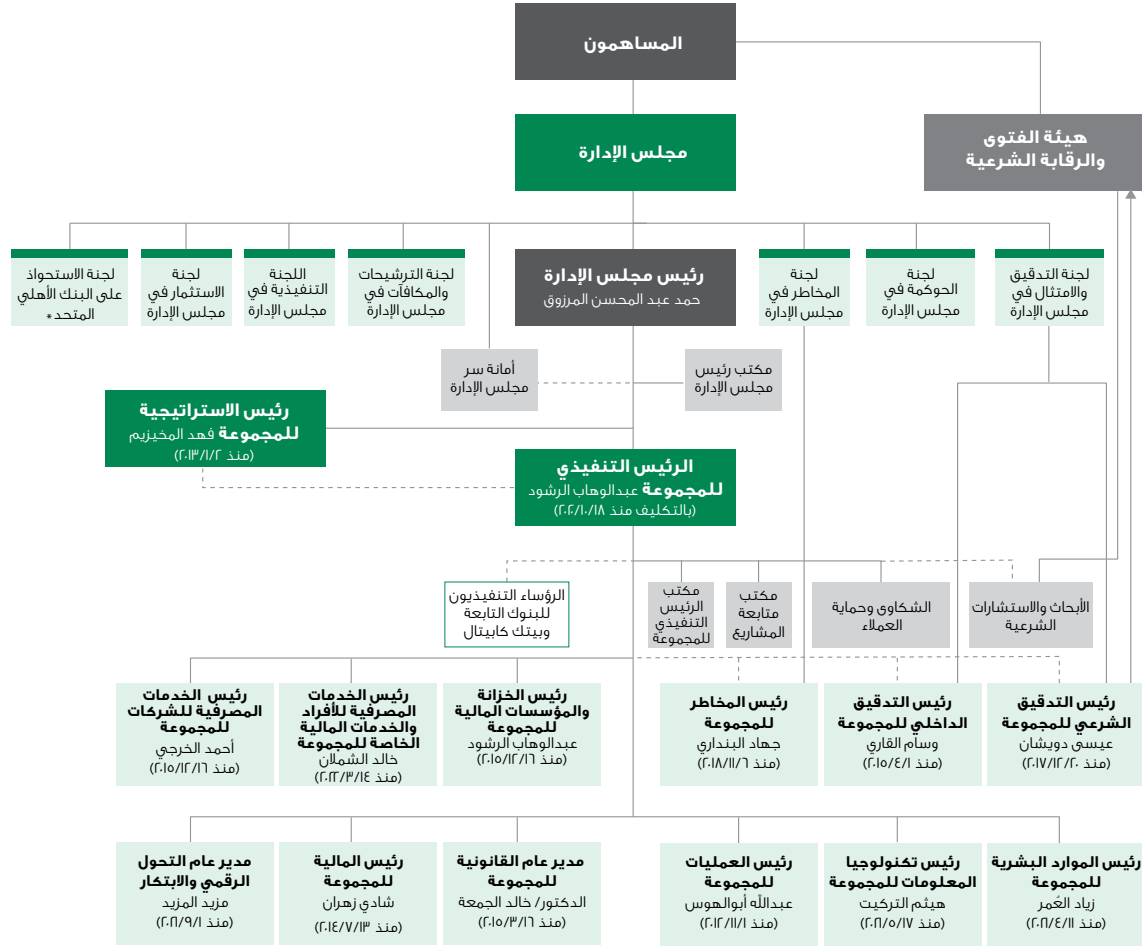 المساهمون
مجلس الإدارة
هيئة الفتوى
والرقابة الشرعية
لجنة التدقيق
والامتثال في
مجلس الإدارة
لجنة
الحوكمة في
مجلس الإدارة
لجنة
المخاطر في
مجلس الإدارة
رئيس مجلس الإدارة
حمد عبد المحسن المرزوق
لجنة الترشيحات
والمكافآت في
مجلس الإدارة
اللجنة
التنفيذية في
مجلس الإدارة
لجنة
الاستثمار في
مجلس الإدارة
لجنة الاستحواذ
على البنك الأهلي
المتحد*
مكتب رئيس
مجلس الإدارة
أمانة سر
مجلس الإدارة
رئيس الاستراتيجية
للمجموعة فهد المخيزيم
(منذ ٢٠١٣/١/٢)
الرئيس التنفيذي
للمجموعة عبدالوهاب الرشود
(بالتكليف منذ ٢٠٢/١٠/١٨)
الأبحاث والاستشارات
الشرعية
الشكاوى وحماية
العملاء
مكتب
متابعة
المشاريع
مكتب
الرئيس
التنفيذي
للمجموعة
الرؤساء التنفيذيون
للبنوك التابعة
وبيتك كابيتال
رئيس التدقيق
الشرعي للمجموعة
عيسى دويشان
(منذ ٢٠١٧/١٢/٢٠)
رئيس التدقيق
الداخلي للمجموعة
وسام القاري
(منذ ٢٠١٥/٤/١)
رئيس المخاطر
للمجموعة
جهاد البنداري
(منذ ٢٠١٨/١١/٦)
رئيس الخزانة
والمؤسسات المالية
للمجموعة
عبدالوهاب الرشود
(منذ ٢٠١٥/١٢/١٦)
رئيس الخدمات
المصرفية للأفراد
والخدمات المالية
الخاصة للمجموعة
خالد الشملان
(منذ ٢٠٢٢/٣/١٤)
رئيس الخدمات
المصرفية للشركات
للمجموعة
أحمد الخرجي
(منذ ٢٠١٥/١٢/١٦)
رئيس الموارد البشرية
للمجموعة
زياد العُمر
(منذ ٢٠٢١/٤/١١)
رئيس تكنولوجيا
المعلومات للمجموعة
هيثم التركيت
(منذ ٢٠٢١/٥/١٧)
رئيس العمليات
للمجموعة
عبدالله أبوالهوس
(منذ ٢٠١٢/١١/١)
مدير عام القانونية
للمجموعة
الدكتور/ خالد الجمعة
(منذ ٢٠١٥/٣/١٦)
رئيس المالية
للمجموعة
شادي زهران
(منذ ٢٠١٤/٧/١٣)
مدير عام التحول
الرقمي والابتكار
مزيد المزيد
(منذ ٢٠٢١/٩/١)